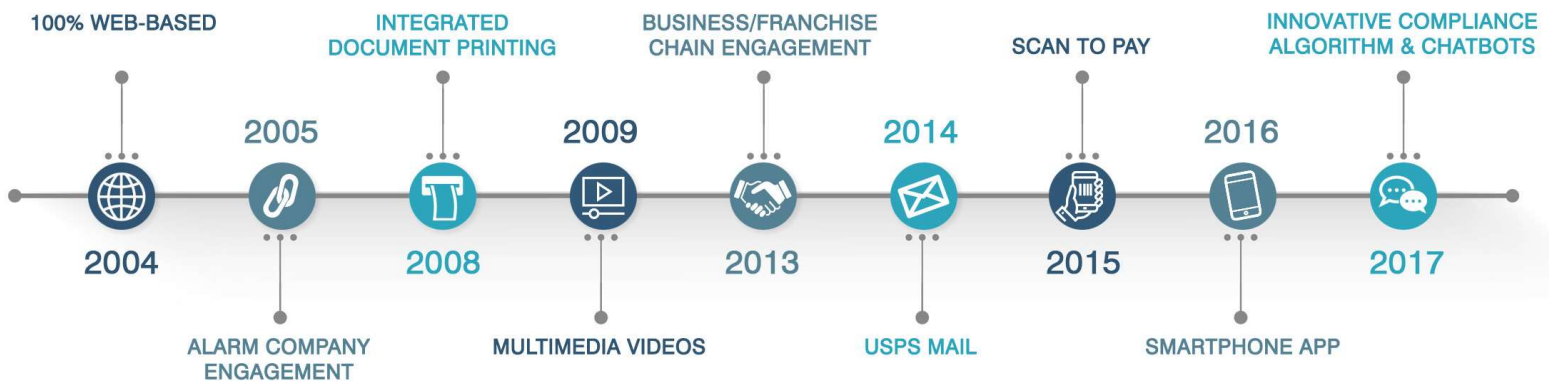 100% WEB-BASED
2004
2005
ALARM COMPANY
ENGAGEMENT
INTEGRATED
DOCUMENT PRINTING
2008
2009
MULTIMEDIA VIDEOS
BUSINESS/FRANCHISE
CHAIN ENGAGEMENT
2013
2014
USPS MAIL
SCAN TO PAY
2015
2016
SMARTPHONE APP
INNOVATIVE COMPLIANCE
ALGORITHM & CHATBOTS
2017